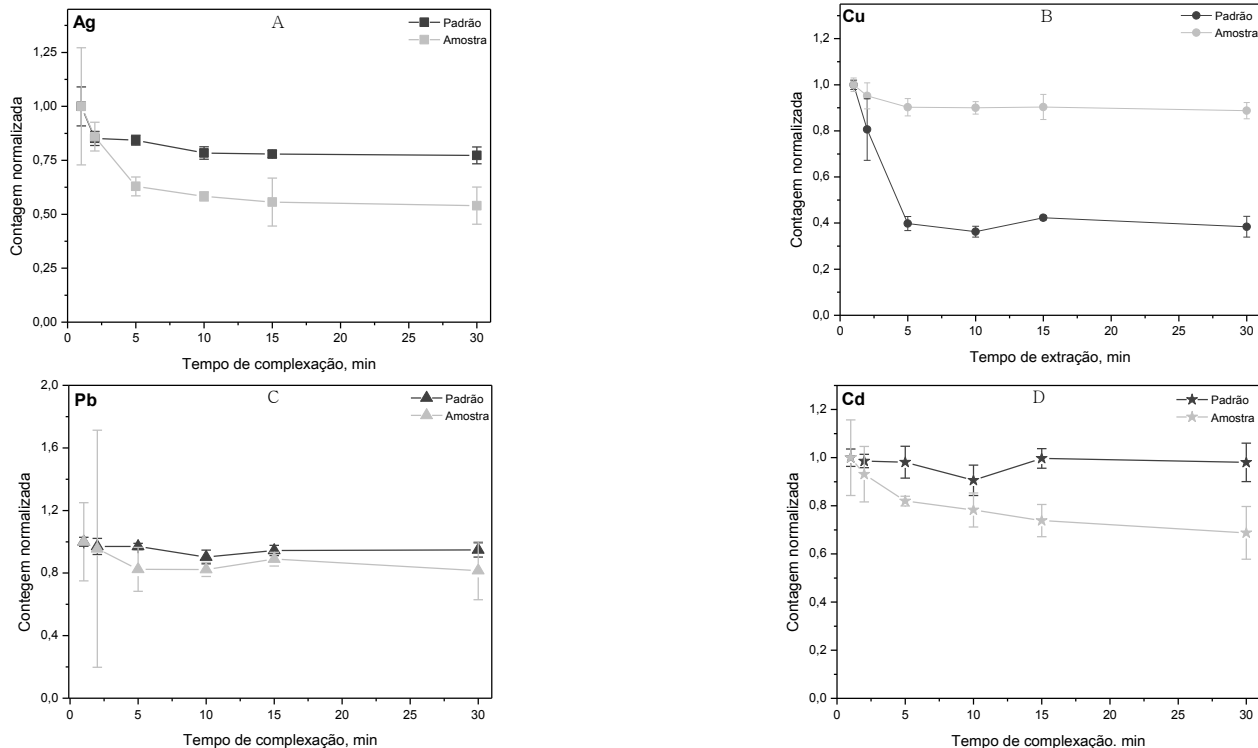 Ag
A
Padrão
Amostra
1,25
1,00
0,75
0,50
0,25
0,00
Contagem normalizada
0 5 10 15 20 25 30
Tempo de complexação, min
Cu
B
Padrão
Amostra
1,2
1,0
0,8
0,6
0,4
0,2
0,0
Contagem normalizada
0 5 10 15 20 25 30
Tempo de extração, min
Pb
C
Padrão
Amostra
2,0
1,6
1,2
0,8
0,4
0,0
Contegem normalizada
0 5 10 15 20 25 30
Tempo de complexação, min
Cd
D
Padrão
Amostra
1,2
1,0
0,8
0,6
0,4
0,2
0,0
Contagem normalizada
0 5 10 15 20 25 30
Tempo de complexação. min